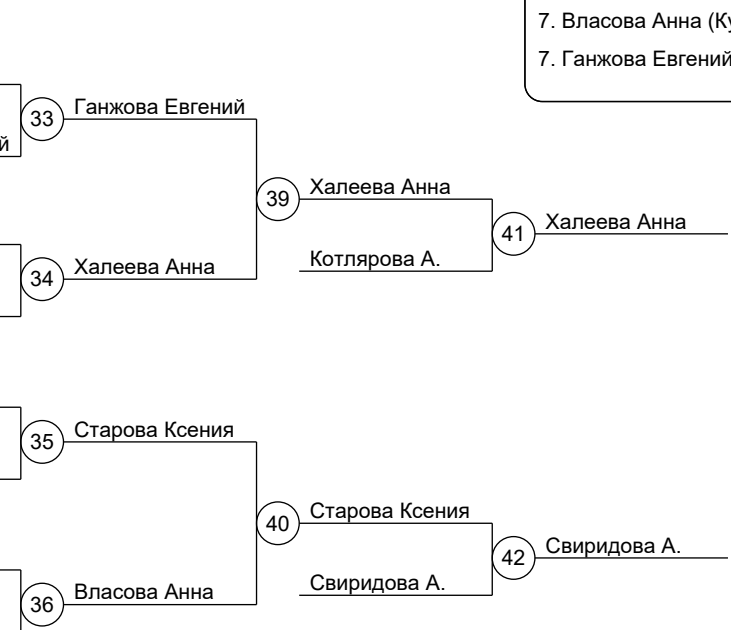 7. Власова Анна
7. Ганжова Евгений
33 Ганжова Евгений
39 Халеева Анна
41 Халеева Анна
Котлярова А.
34 Халеева Анна
35 Старова Ксения
40 Старова Ксения
42 Свиридова А.
Свиридова А.
36 Власова Анна